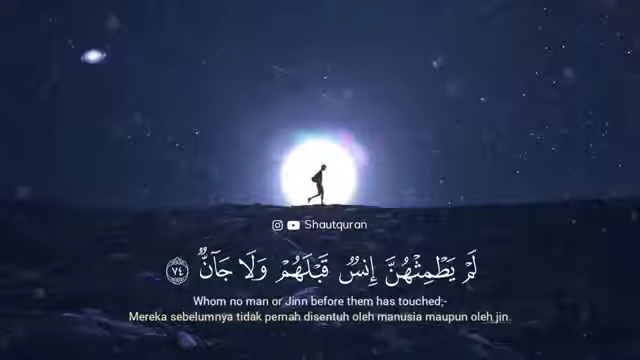 Shautquran
لَمْ يَطْمِثْهُنَّ إِنسٌ قَبْلَهُمْ وَلَا جَآنٌّ ٧٤
Whom no man or Jinn before them has touched;-
Mereka sebelumnya tidak pernah disentuh oleh manusia maupun oleh jin.